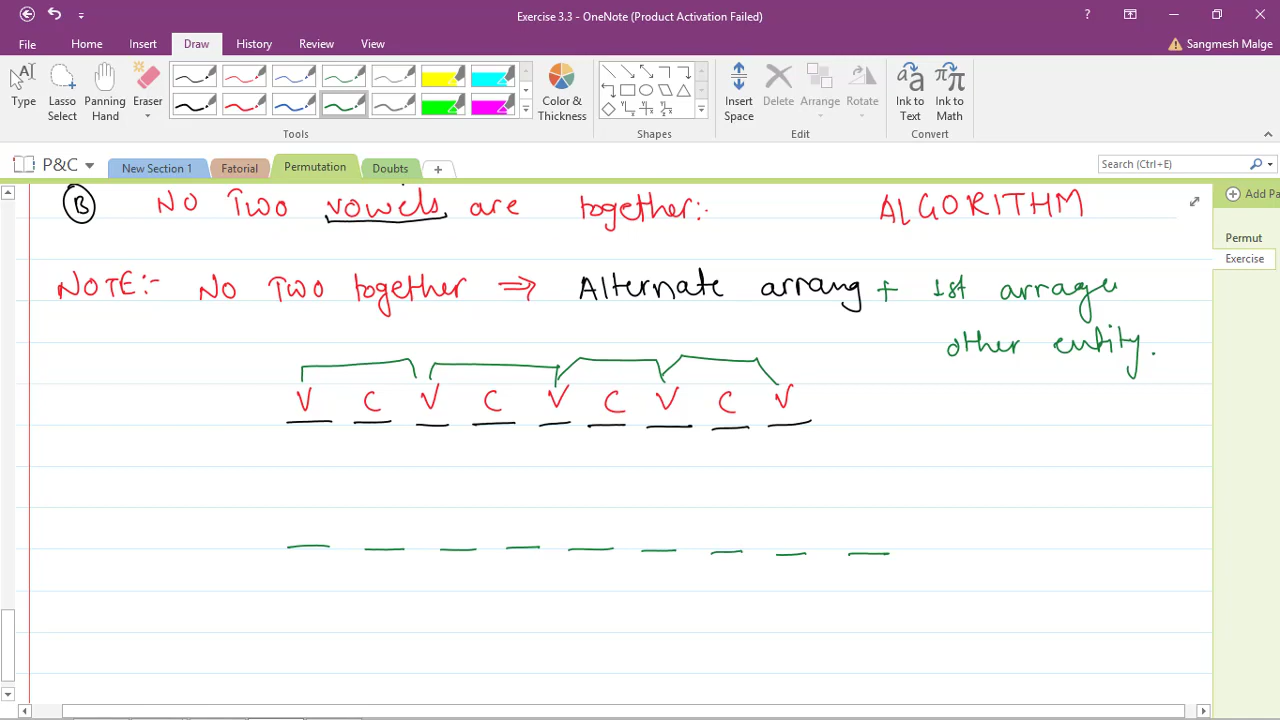 Exercise 3.3 - OneNote (Product Activation Failed)
File Home Insert Draw History Review View Sangmesh Malge
Type Lasso Select Panning Hand Eraser Color & Thickness Insert Space Delete Arrange Rotate Ink to Text Ink to Math
Tools Shapes Edit Convert
P&C New Section 1 Fatorial Permutation Doubts Search (Ctrl+E)
Add Pa
Permut
Exercise
B NO TWO vowels are together:- ALGORITHM
NOTE:- NO TWO together ⇒ Alternate arrang + 1st arrage
other entity.
V C V C V C V C V